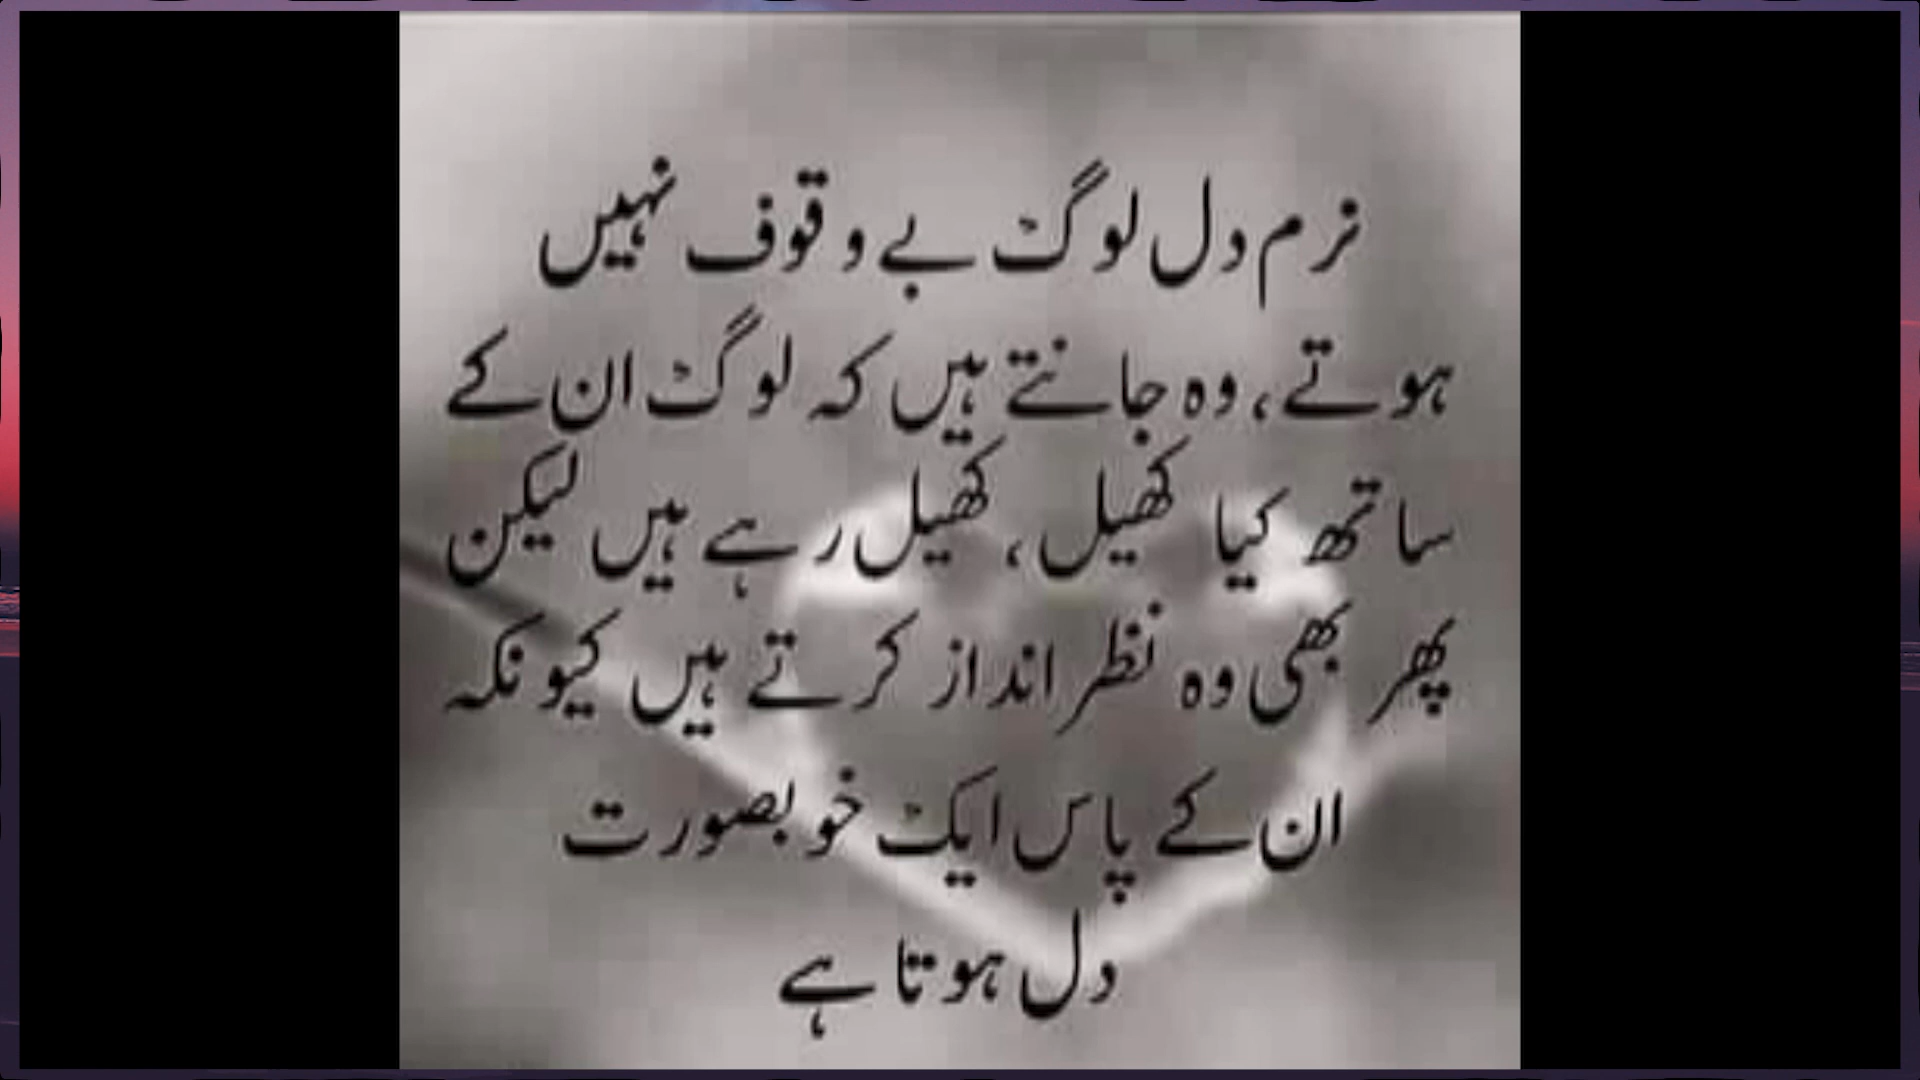 نرم دل لوگ بے وقوف نہیں
ہوتے، وہ جانتے ہیں کہ لوگ ان کے
ساتھ کیا کھیل، کھیل رہے ہیں لیکن
پھر بھی وہ نظر انداز کرتے ہیں کیونکہ
ان کے پاس ایک خوبصورت
دل ہوتا ہے